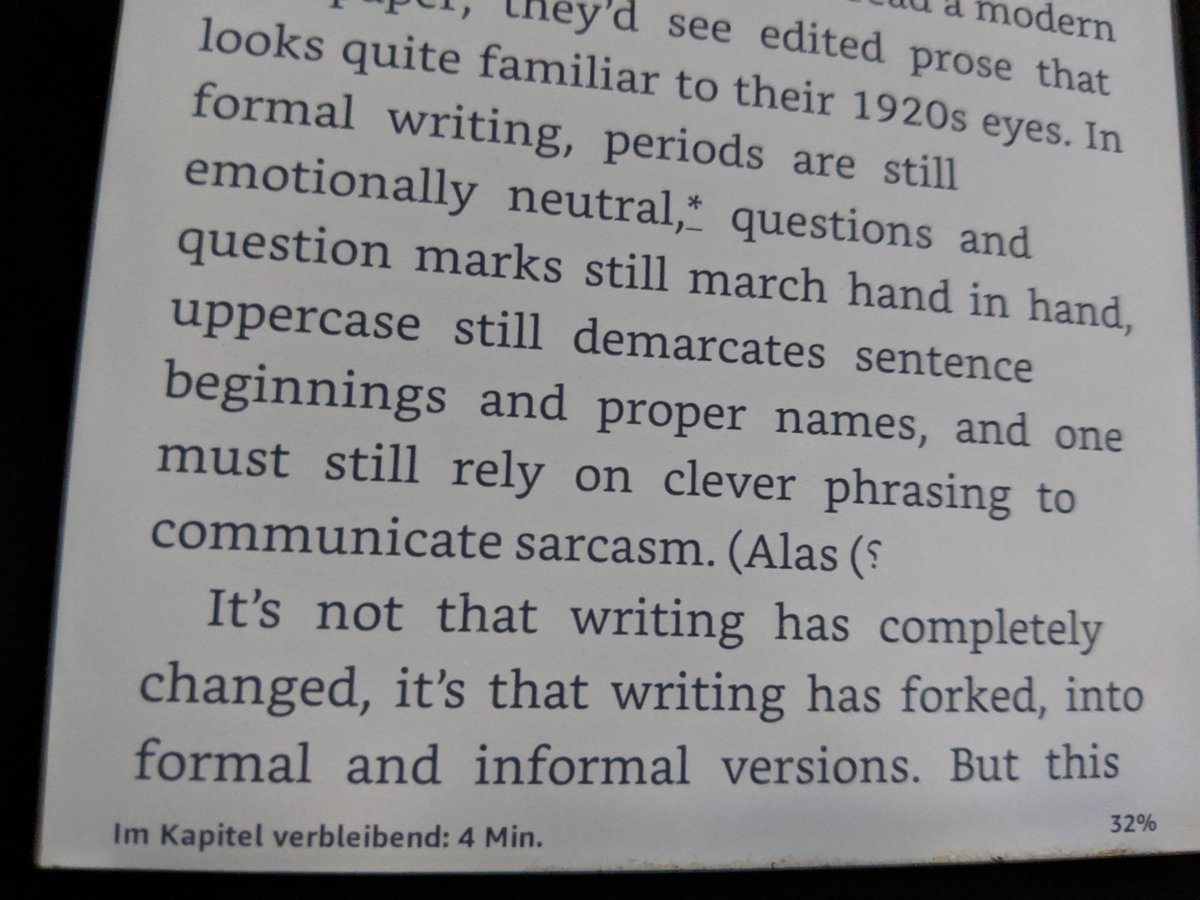 a modern
paper, they'd see edited prose that
looks quite familiar to their 1920s eyes. In
formal writing, periods are still
emotionally neutral,* questions and
question marks still march hand in hand,
uppercase still demarcates sentence
beginnings and proper names, and one
must still rely on clever phrasing to
communicate sarcasm. (Alas (⸮
It's not that writing has completely
changed, it's that writing has forked, into
formal and informal versions. But this
Im Kapitel verbleibend: 4 Min.
32%